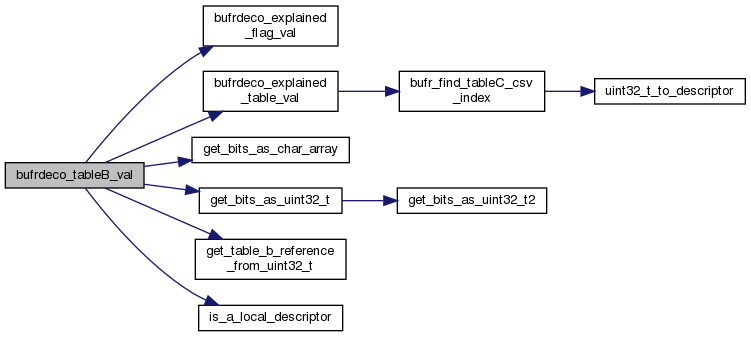 bufrdeco_explained
_flag_val
bufrdeco_explained
_table_val
bufr_find_tableC_csv
_index
uint32_t_to_descriptor
get_bits_as_char_array
bufrdeco_tableB_val
get_bits_as_uint32_t
get_bits_as_uint32_t2
get_table_b_reference
_from_uint32_t
is_a_local_descriptor